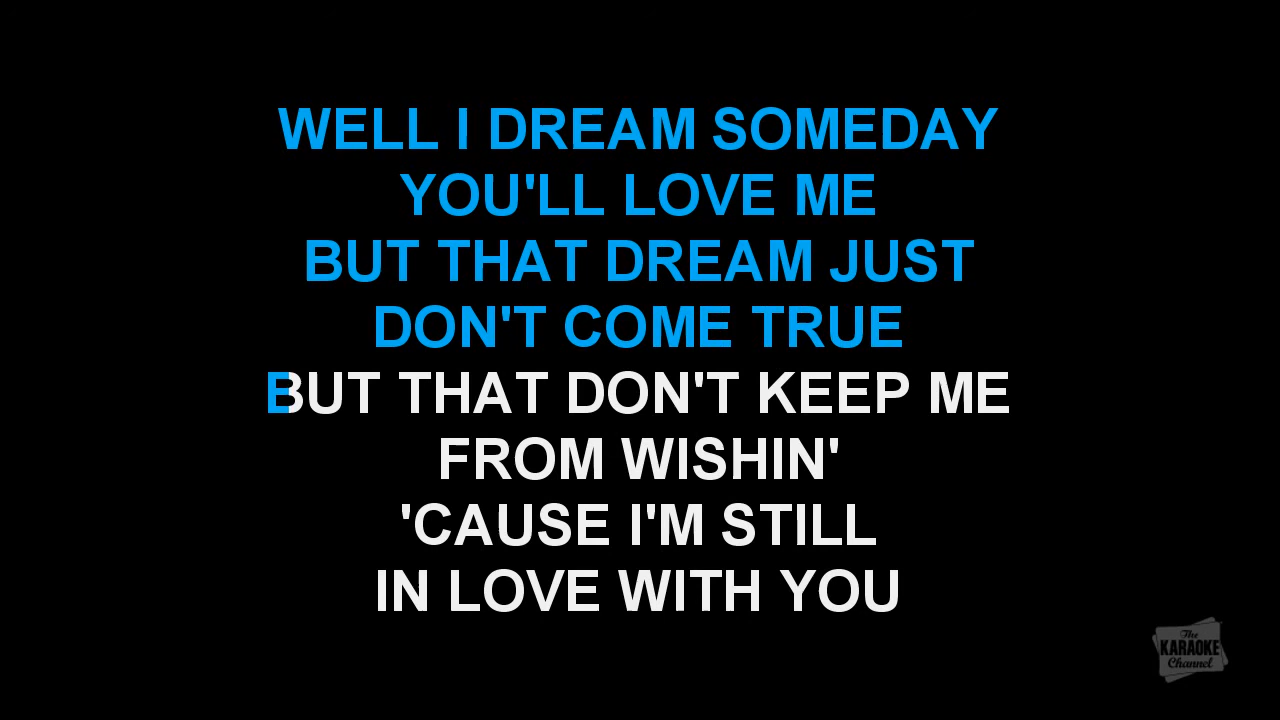 WELL I DREAM SOMEDAY
YOU'LL LOVE ME
BUT THAT DREAM JUST
DON'T COME TRUE
BUT THAT DON'T KEEP ME
FROM WISHIN'
'CAUSE I'M STILL
IN LOVE WITH YOU
The
KARAOKE
Channel